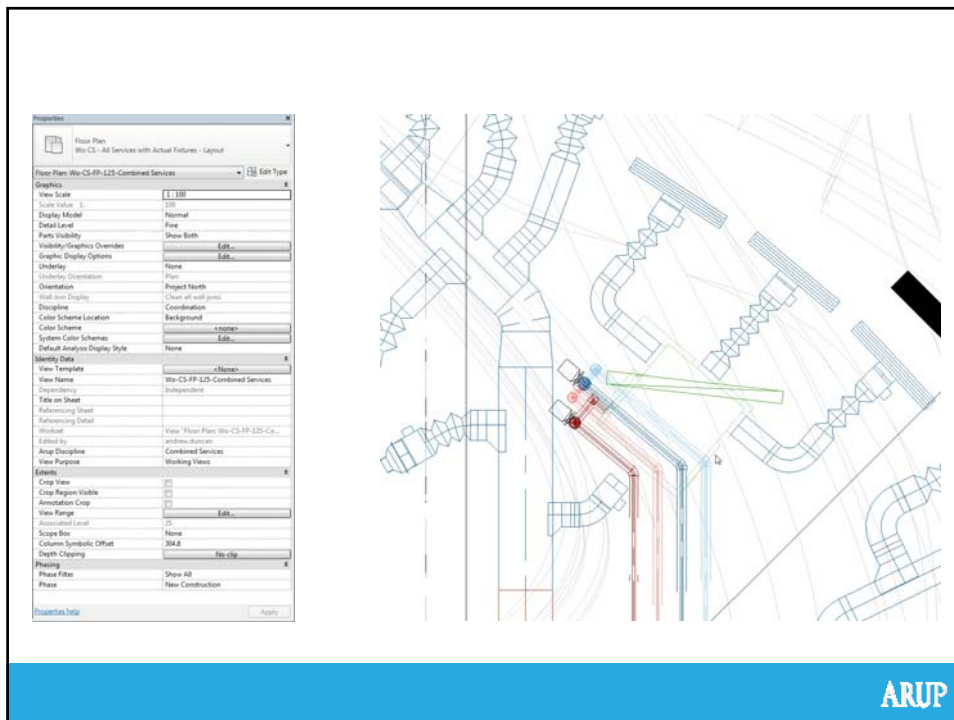 Properties
Floor Plan
Wo CS - All Services with Actual Fixtures - Layout
Floor Plan: Wo-CS-FP-125-Combined Services Edit Type
Graphics
View Scale 1 : 100
Scale Value 1: 100
Display Model Normal
Detail Level Fine
Parts Visibility Show Both
Visibility/Graphics Overrides Edit...
Graphic Display Options Edit...
Underlay None
Underlay Orientation Plan
Orientation Project North
Wall Join Display Clean all wall joins
Discipline Coordination
Color Scheme Location Background
Color Scheme <none>
System Color Schemes Edit...
Default Analysis Display Style None
Identity Data
View Template <None>
View Name Wo-CS-FP-125-Combined Services
Dependency Independent
Title on Sheet
Referencing Sheet
Referencing Detail
Workset View "Floor Plan: Wo-CS-FP-125-Co...
Edited by andrew.duncan
Arup Discipline Combined Services
View Purpose Working Views
Extents
Crop View
Crop Region Visible
Annotation Crop
View Range Edit...
Associated Level 25
Scope Box None
Column Symbolic Offset 304.8
Depth Clipping No clip
Phasing
Phase Filter Show All
Phase New Construction
Properties help Apply
ARUP